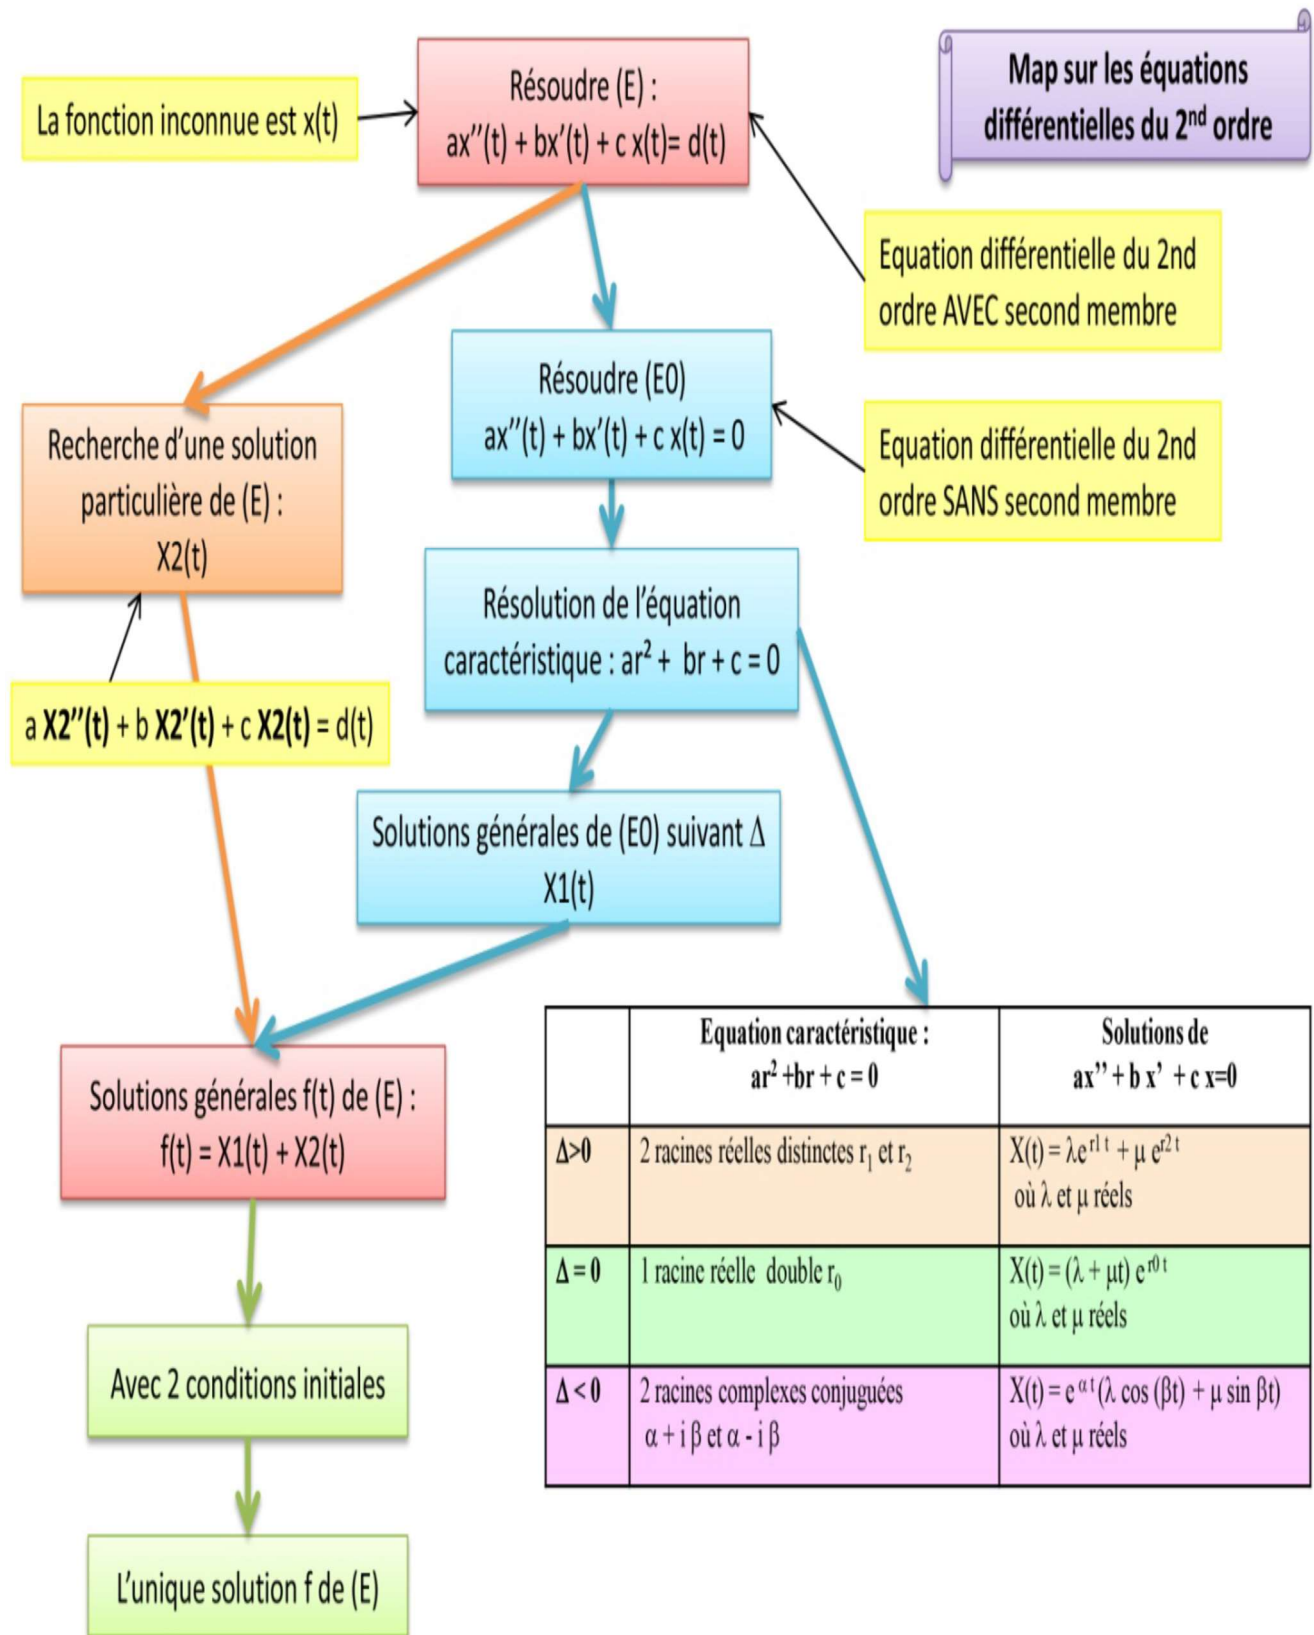 Map sur les équations
différentielles du 2nd ordre
La fonction inconnue est x(t)
Résoudre (E) :
ax’’(t) + bx’(t) + c x(t)= d(t)
Equation différentielle du 2nd
ordre AVEC second membre
Résoudre (E0)
ax’’(t) + bx’(t) + c x(t) = 0
Equation différentielle du 2nd
ordre SANS second membre
Recherche d’une solution
particulière de (E) :
X2(t)
a X2’’(t) + b X2’(t) + c X2(t) = d(t)
Résolution de l’équation
caractéristique : ar² + br + c = 0
Solutions générales de (E0) suivant Δ
X1(t)
Solutions générales f(t) de (E) :
f(t) = X1(t) + X2(t)
Avec 2 conditions initiales
L’unique solution f de (E)
Equation caractéristique :
ar² +br + c = 0
Solutions de
ax’’ + b x’ + c x=0
Δ>0
2 racines réelles distinctes r₁ et r₂
X(t) = λe^r1 t + μ e^r2 t
où λ et μ réels
Δ = 0
1 racine réelle double r₀
X(t) = (λ + μt) e^r0 t
où λ et μ réels
Δ < 0
2 racines complexes conjuguées
α + i β et α - i β
X(t) = e^α t (λ cos (βt) + μ sin βt)
où λ et μ réels